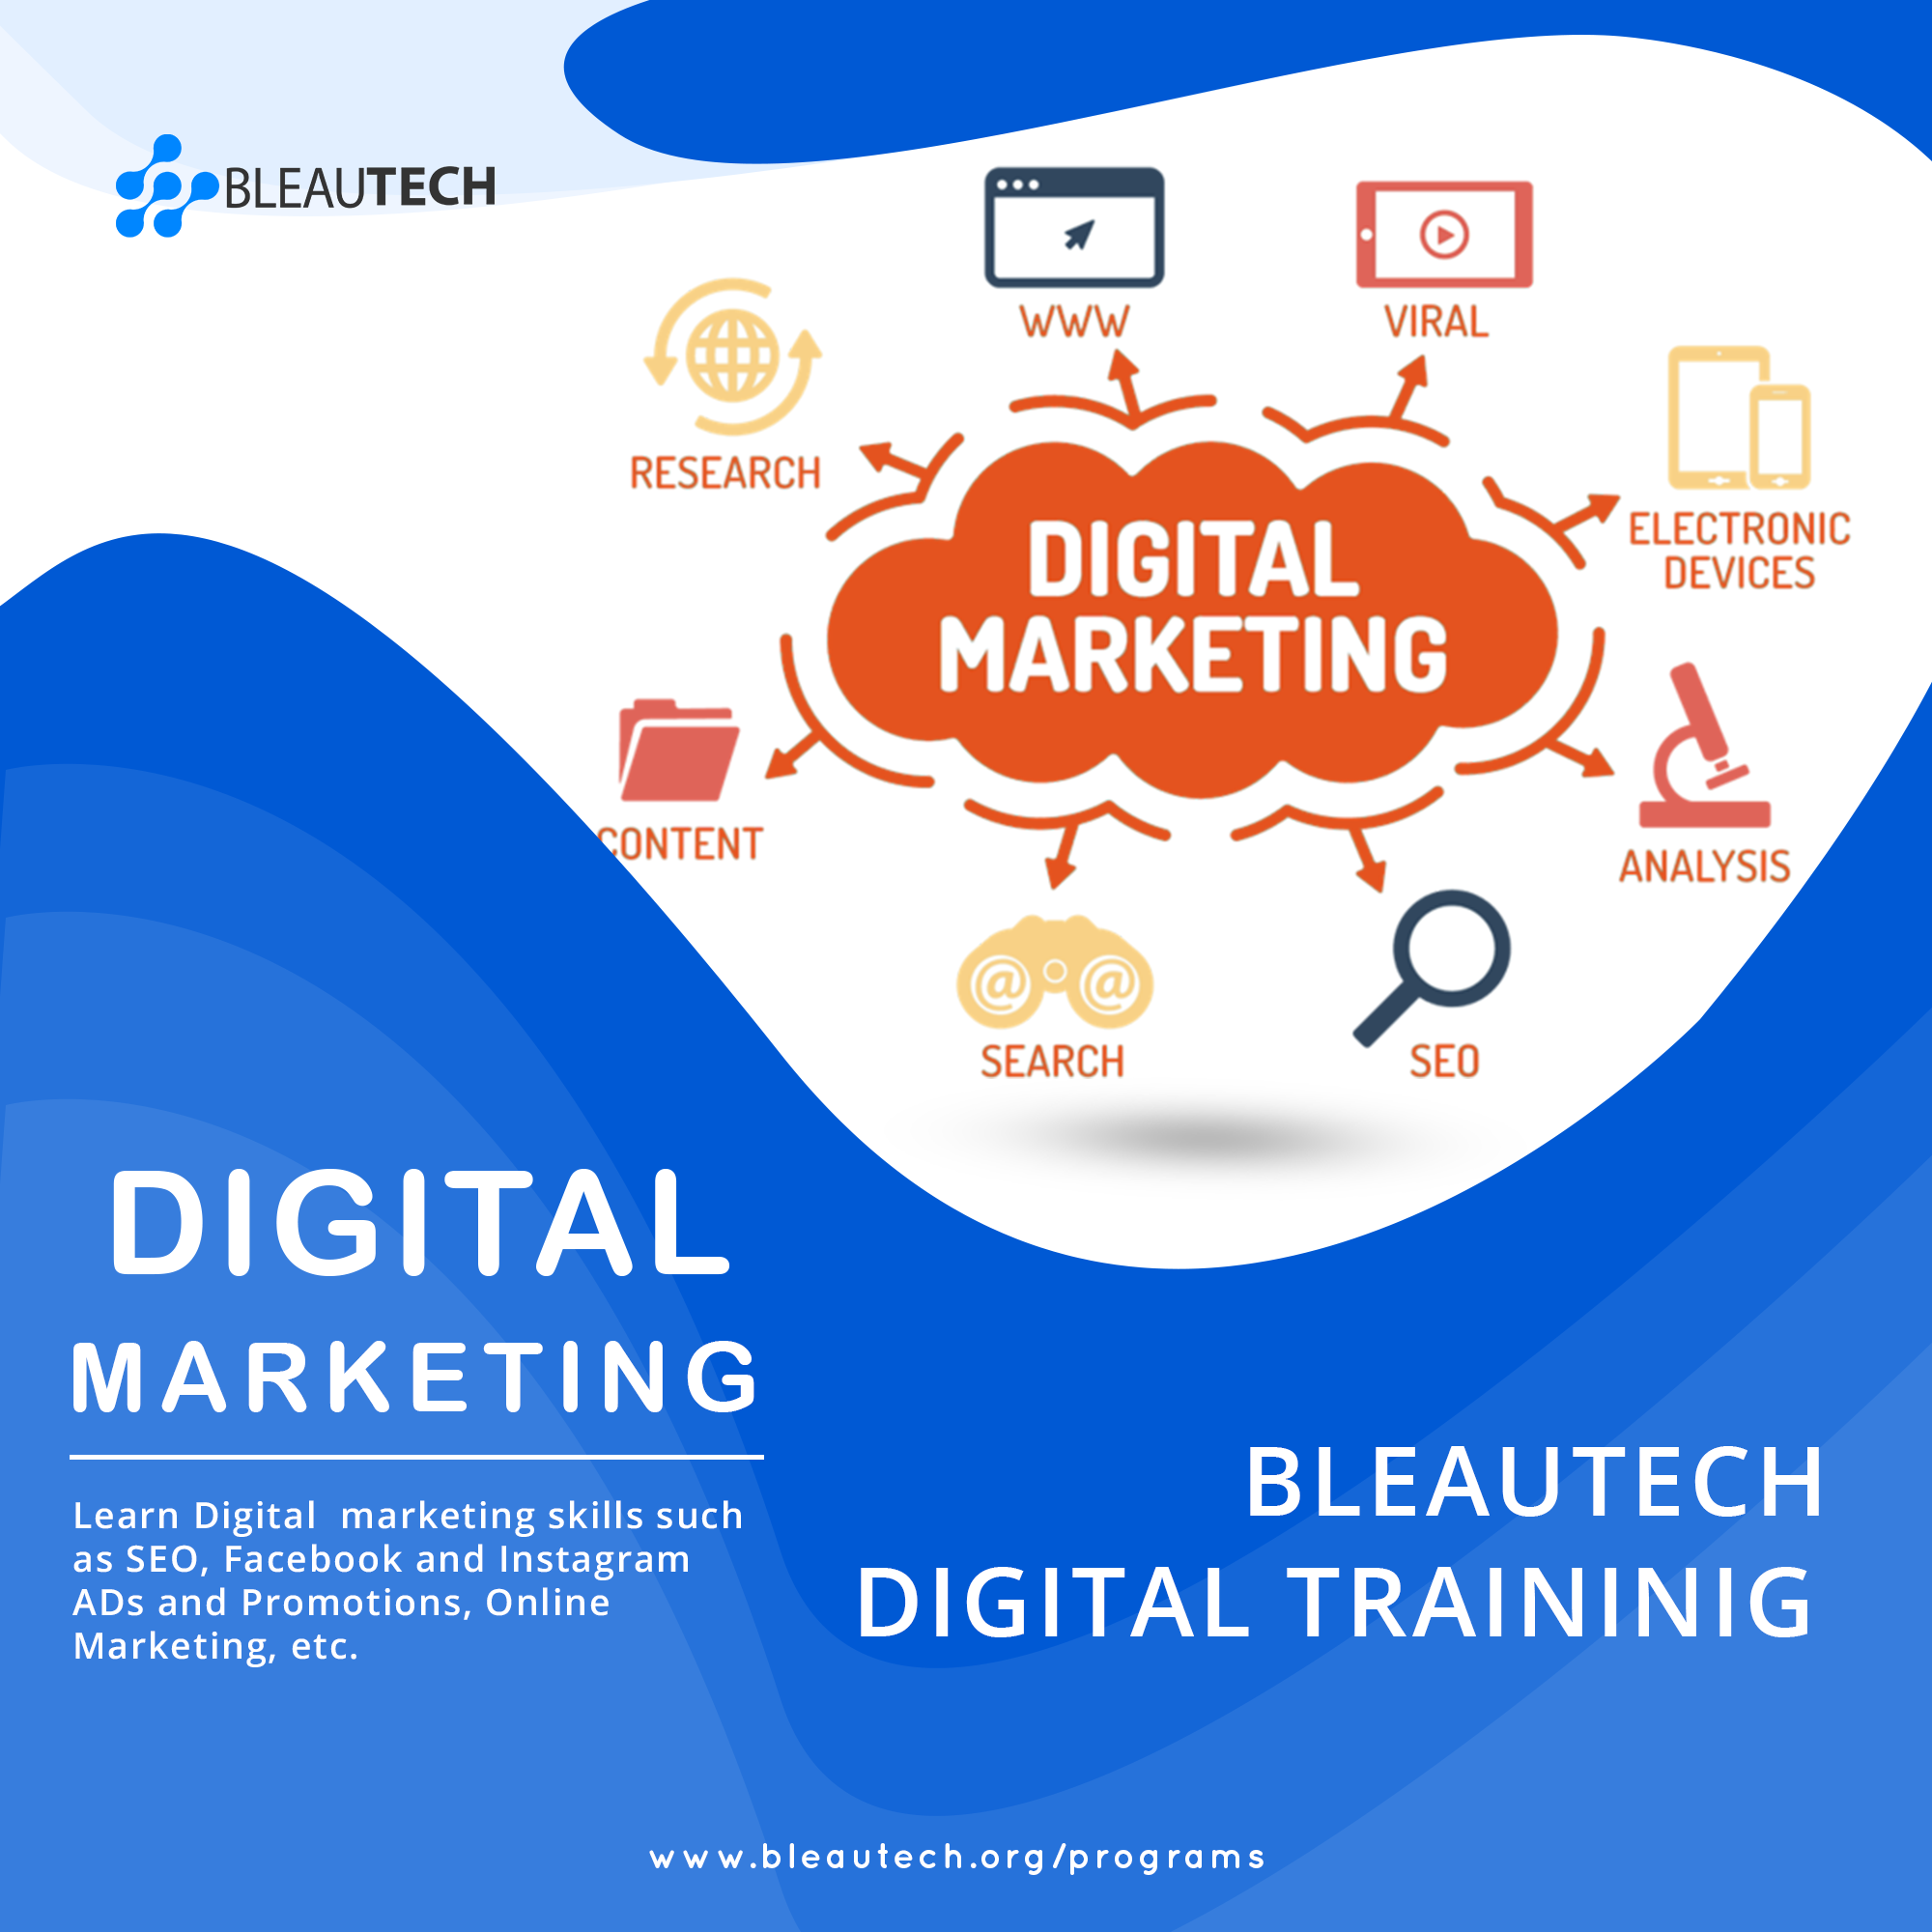 BLEAUTECH
WWW
VIRAL
RESEARCH
ELECTRONIC
DEVICES
DIGITAL
MARKETING
CONTENT
ANALYSIS
@ @
SEARCH
SEO
DIGITAL
MARKETING
Learn Digital  marketing skills such
as SEO, Facebook and Instagram
ADs and Promotions, Online
Marketing, etc.
BLEAUTECH
DIGITAL TRAININIG
www.bleautech.org/programs